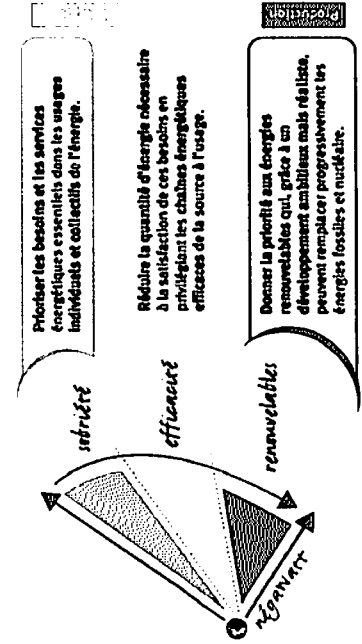 Prioriser les besoins et les services
énergétiques essentiels dans les usages
individuels et collectifs de l'énergie.
sobriété
Réduire la quantité d'énergie nécessaire
à la satisfaction de ces besoins en
privilégiant les chaînes énergétiques
efficaces de la source à l'usage.
efficacité
Production
Donner la priorité aux énergies
renouvelables qui, grâce à un
développement ambitieux mais réaliste,
peuvent remplacer progressivement les
énergies fossiles et nucléaire.
renouvelables
négawatt